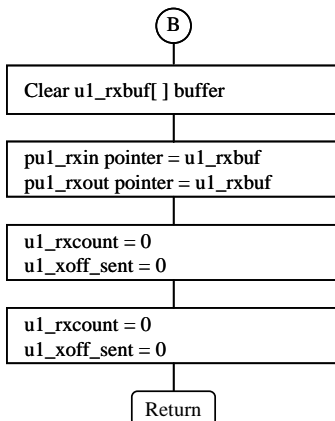 B
Clear u1_rxbuf[ ] buffer
pu1_rxin pointer = u1_rxbuf
pu1_rxout pointer = u1_rxbuf
u1_rxcount = 0
u1_xoff_sent = 0
u1_rxcount = 0
u1_xoff_sent = 0
Return